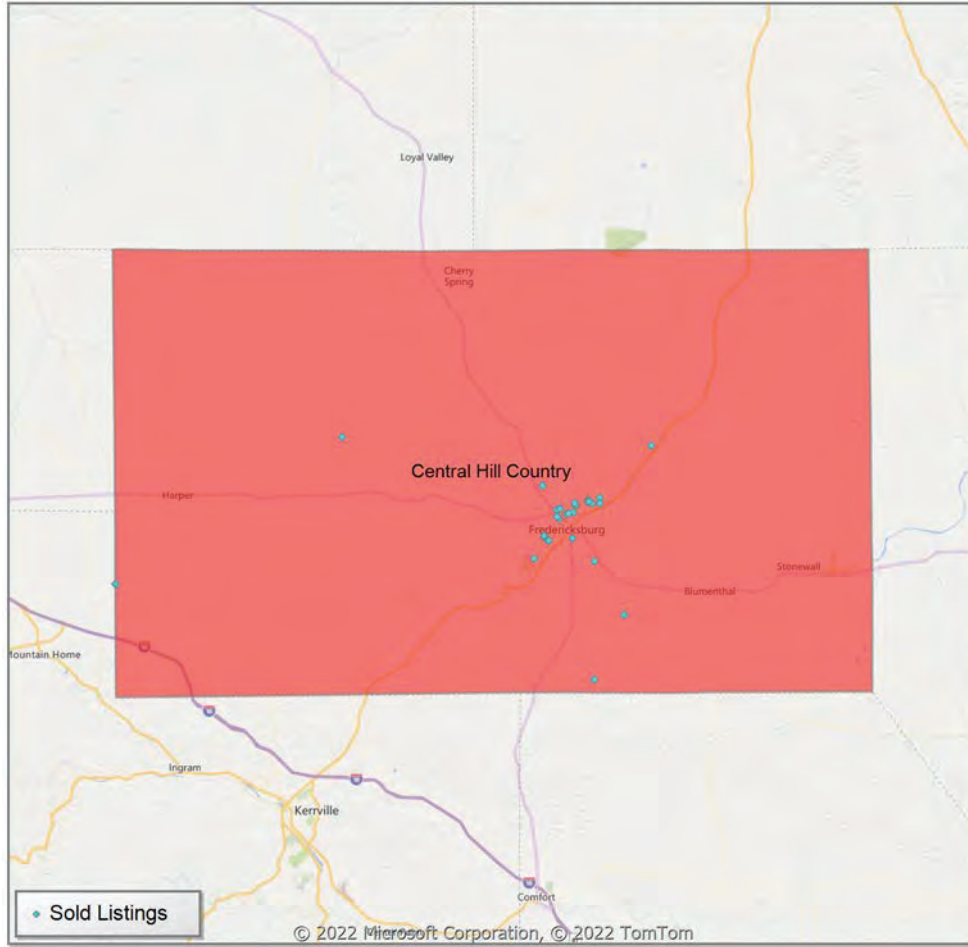 Loyal Valley
Cherry
Spring
Central Hill Country
Harper
Fredericksburg
Stonewall
Blumenthal
Mountain Home
Ingram
Kerrville
Comfort
Sold Listings
© 2022 Microsoft Corporation, © 2022 TomTom